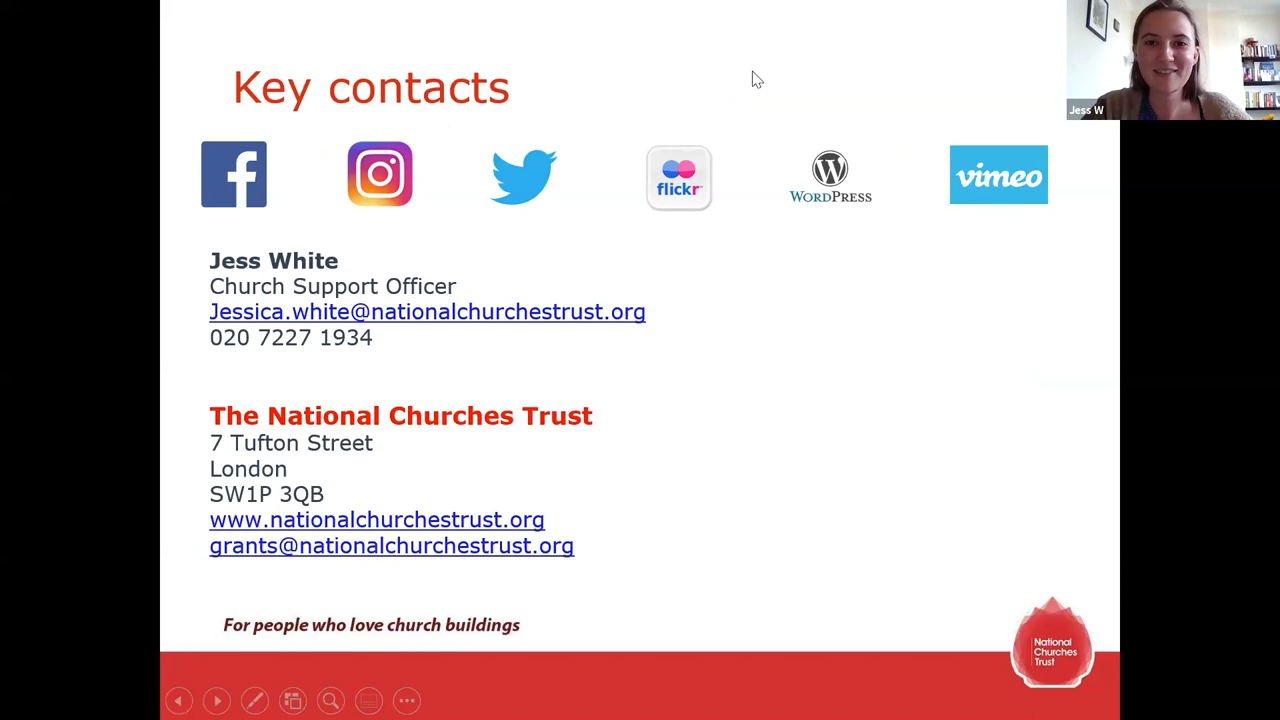 Key contacts
Jess W
flickr
WORDPRESS
vimeo
Jess White
Church Support Officer
Jessica.white@nationalchurchestrust.org
020 7227 1934
The National Churches Trust
7 Tufton Street
London
SW1P 3QB
www.nationalchurchestrust.org
grants@nationalchurchestrust.org
For people who love church buildings
National
Churches
Trust